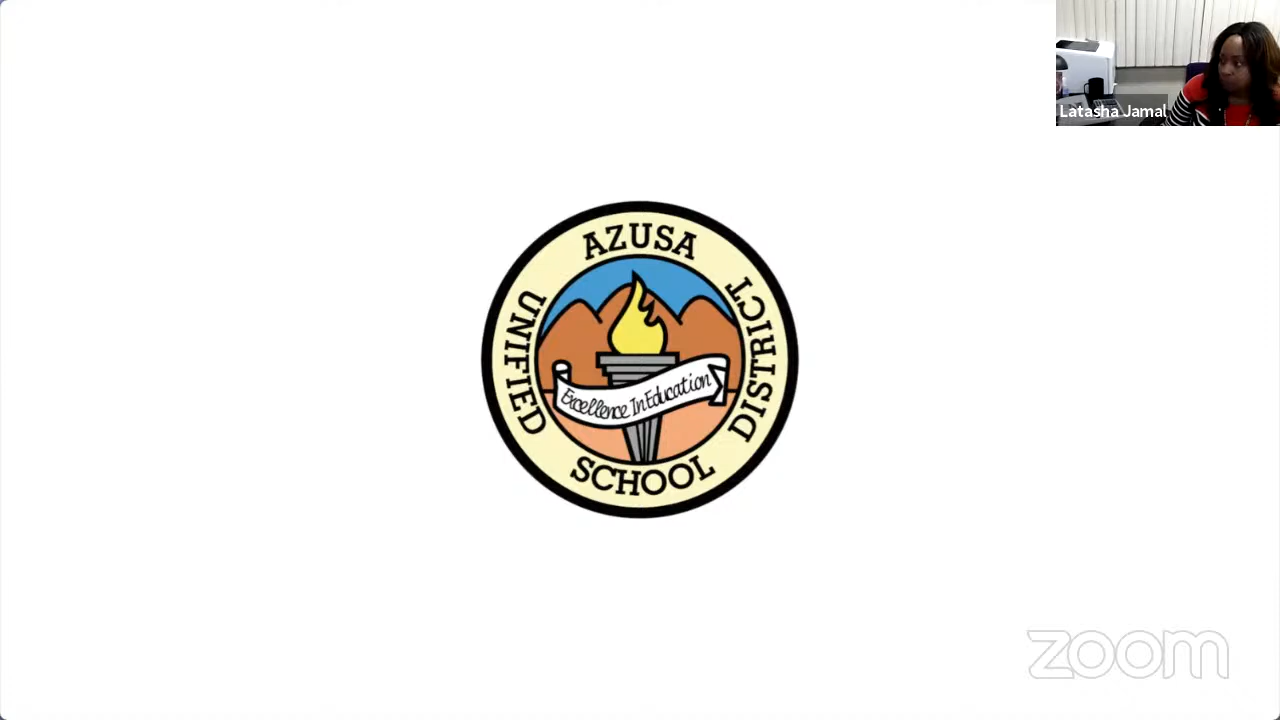 Latasha Jamal
AZUSA
UNIFIED
SCHOOL
DISTRICT
Excellence In Education
zoom